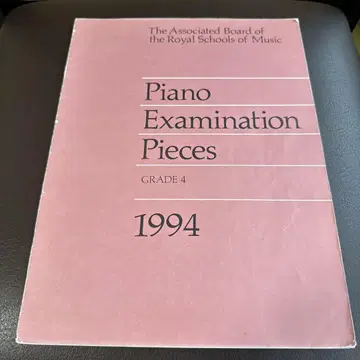 The Associated Board of
the Royal Schools of Music
Piano
Examination
Pieces
GRADE 4
1994